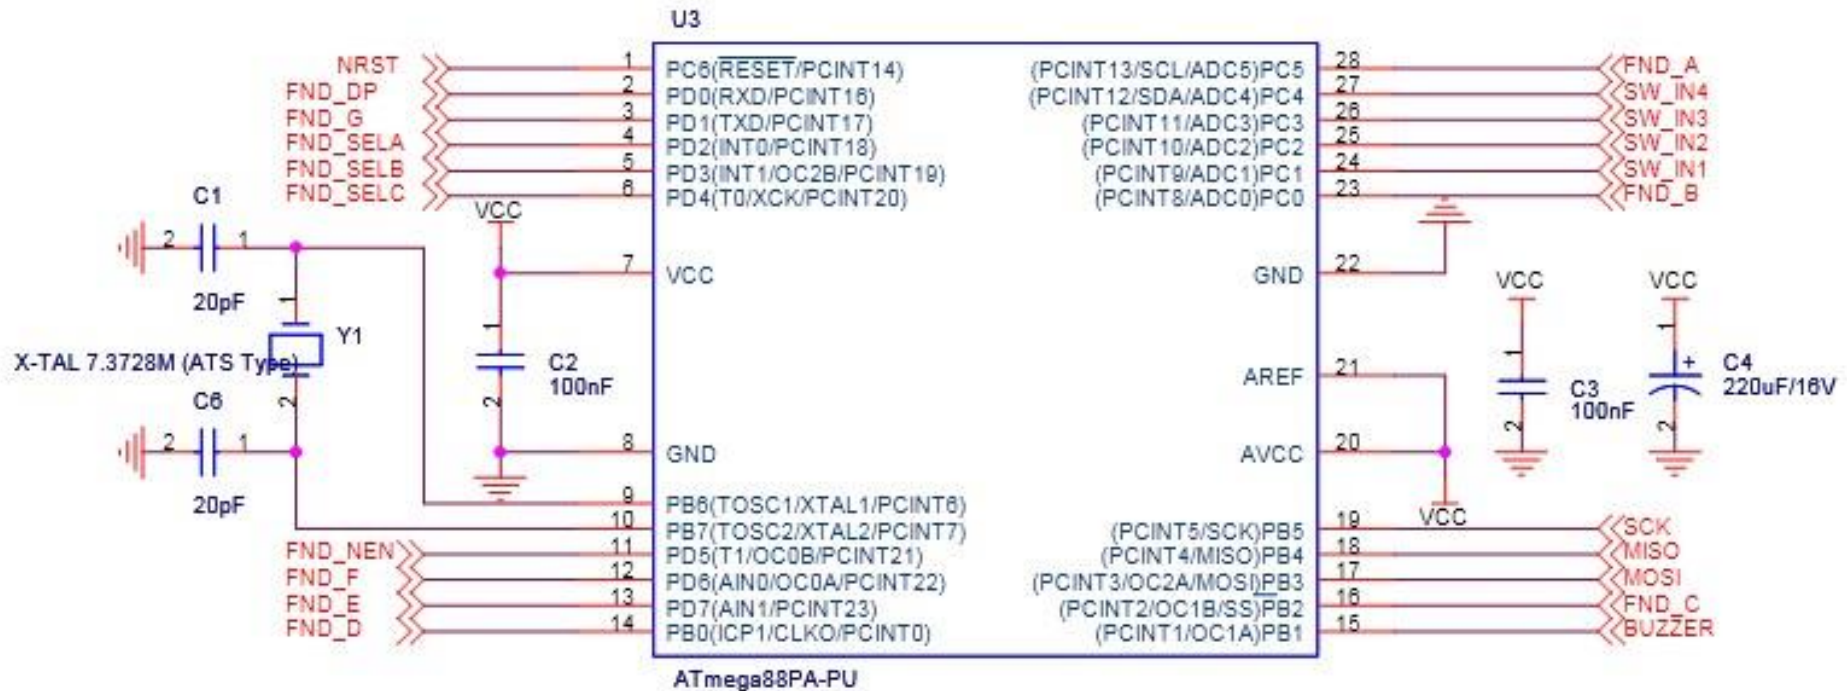 U3
NRST 1 PC6(RESET/PCINT14) (PCINT13/SCL/ADC5)PC5 28 FND_A
FND_DP 2 PD0(RXD/PCINT16) (PCINT12/SDA/ADC4)PC4 27 SW_IN4
FND_G 3 PD1(TXD/PCINT17) (PCINT11/ADC3)PC3 26 SW_IN3
FND_SELA 4 PD2(INT0/PCINT18) (PCINT10/ADC2)PC2 25 SW_IN2
FND_SELB 5 PD3(INT1/OC2B/PCINT19) (PCINT9/ADC1)PC1 24 SW_IN1
FND_SELC 6 PD4(T0/XCK/PCINT20) (PCINT8/ADC0)PC0 23 FND_B
C1 VCC
2 1
7 VCC GND 22
20pF 1 VCC VCC
Y1 1 1 1
X-TAL 7.3728M (ATS Type)
C2 AREF 21 C3 C4
100nF 100nF 220uF/16V
2 2 2 2
C6
2 1 8 GND AVCC 20
20pF 9 PB6(TOSC1/XTAL1/PCINT6) VCC
10 PB7(TOSC2/XTAL2/PCINT7) (PCINT5/SCK)PB5 19 SCK
FND_NEN 11 PD5(T1/OC0B/PCINT21) (PCINT4/MISO)PB4 18 MISO
FND_F 12 PD6(AIN0/OC0A/PCINT22) (PCINT3/OC2A/MOSI)PB3 17 MOSI
FND_E 13 PD7(AIN1/PCINT23) (PCINT2/OC1B/SS)PB2 16 FND_C
FND_D 14 PB0(ICP1/CLKO/PCINT0) (PCINT1/OC1A)PB1 15 BUZZER
ATmega88PA-PU